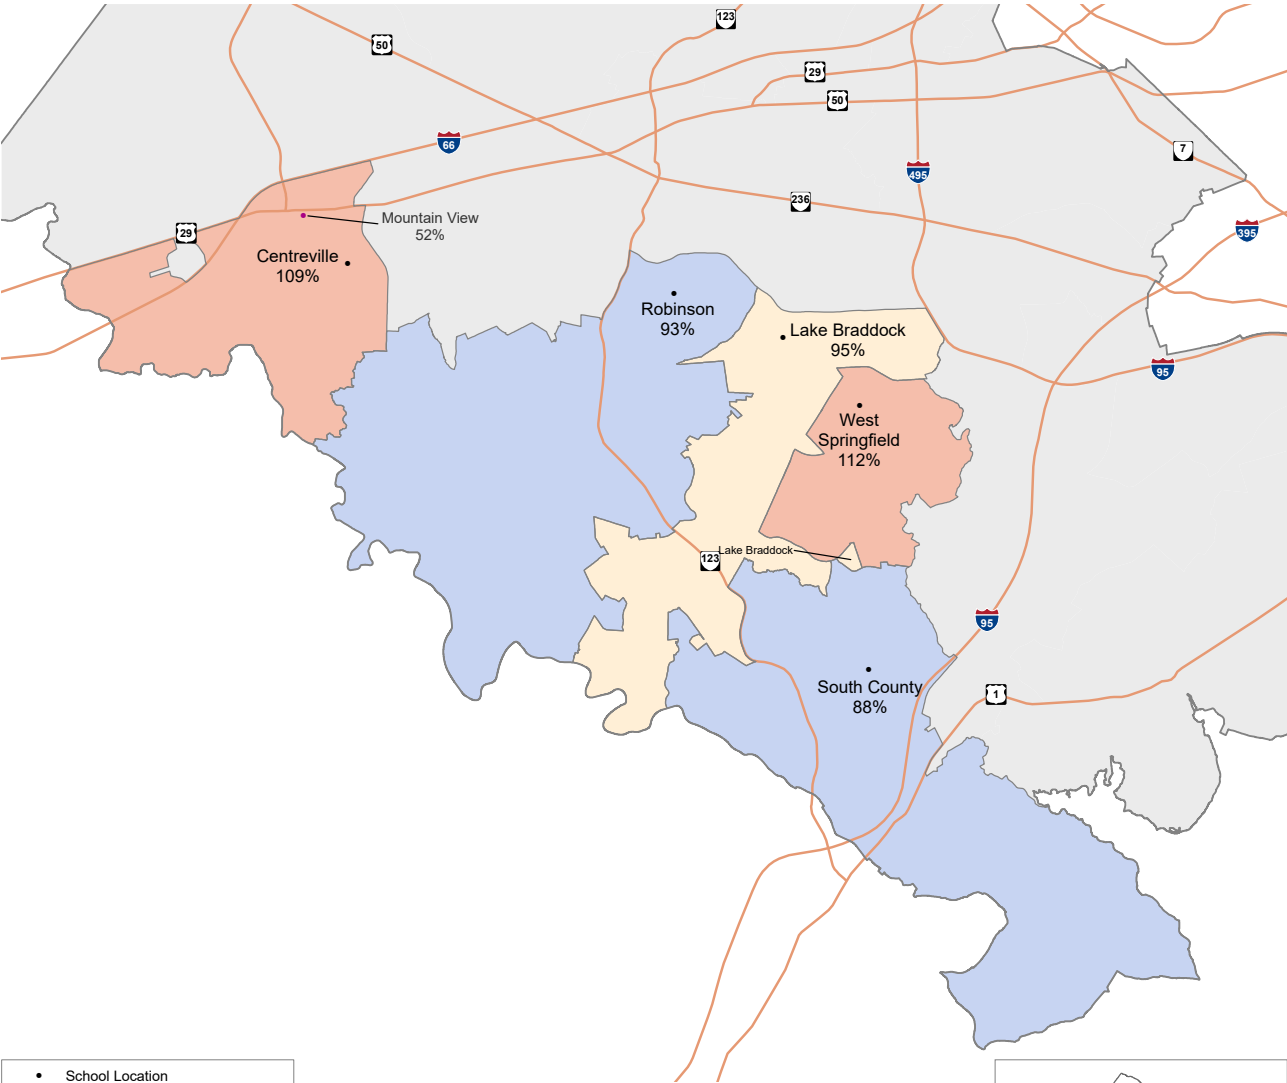 123
50
29
50
66
7
495
236
Mountain View
52%
29
395
Centreville
109%
Robinson
93%
Lake Braddock
95%
95
West
Springfield
112%
Lake Braddock
123
95
South County
88%
1
School Location